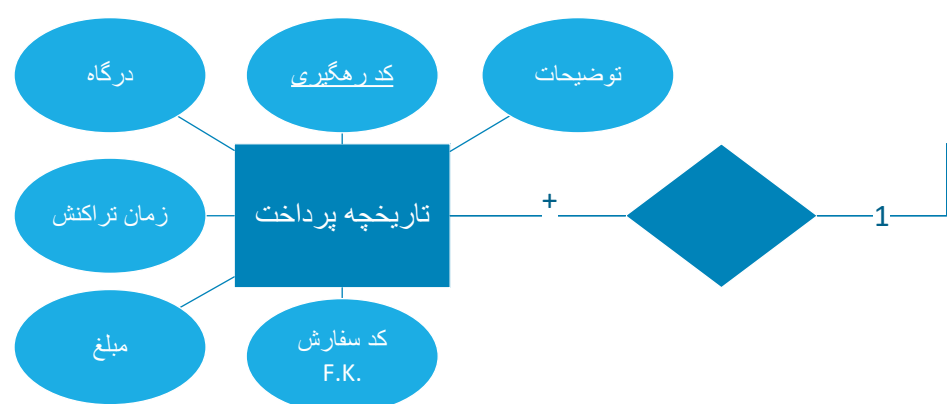 درگاه
کد رهگیری
توضیحات
زمان تراکنش
تاریخچه پرداخت
+
1
مبلغ
کد سفارش
F.K.